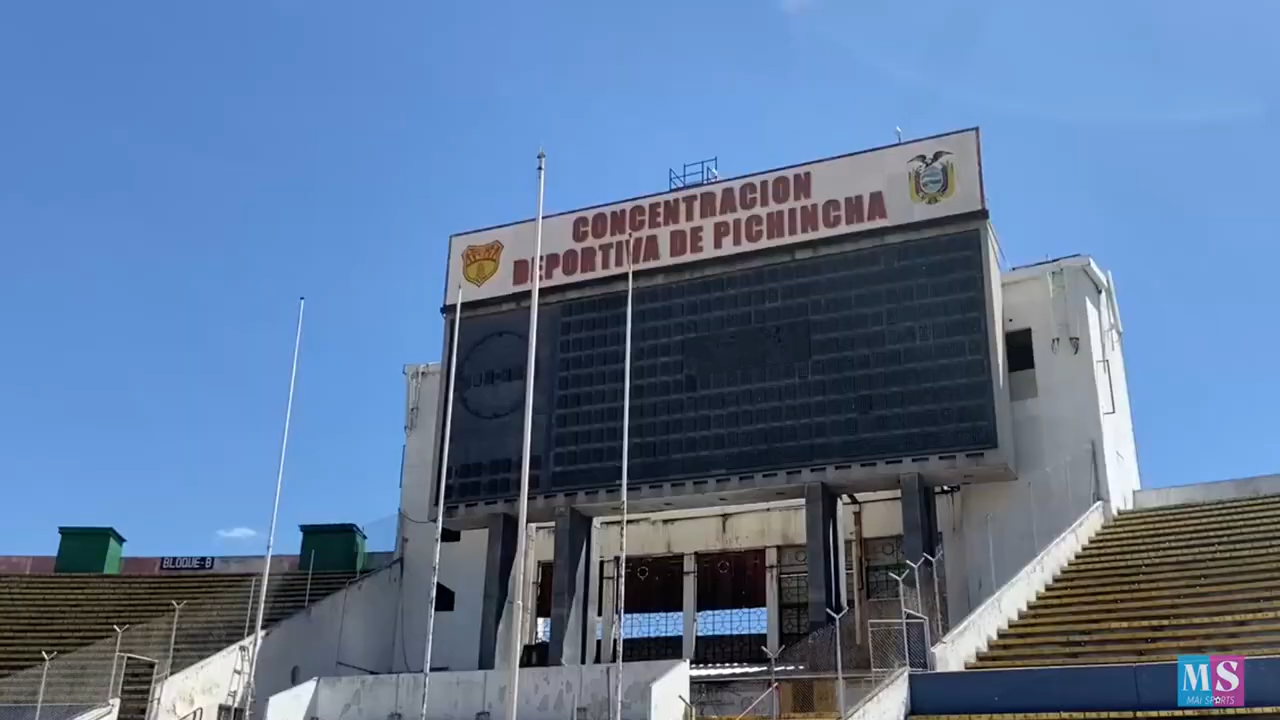 CONCENTRACION
DEPORTIVA DE PICHINCHA
BLOQUE-B
MS
MAI SPORTS